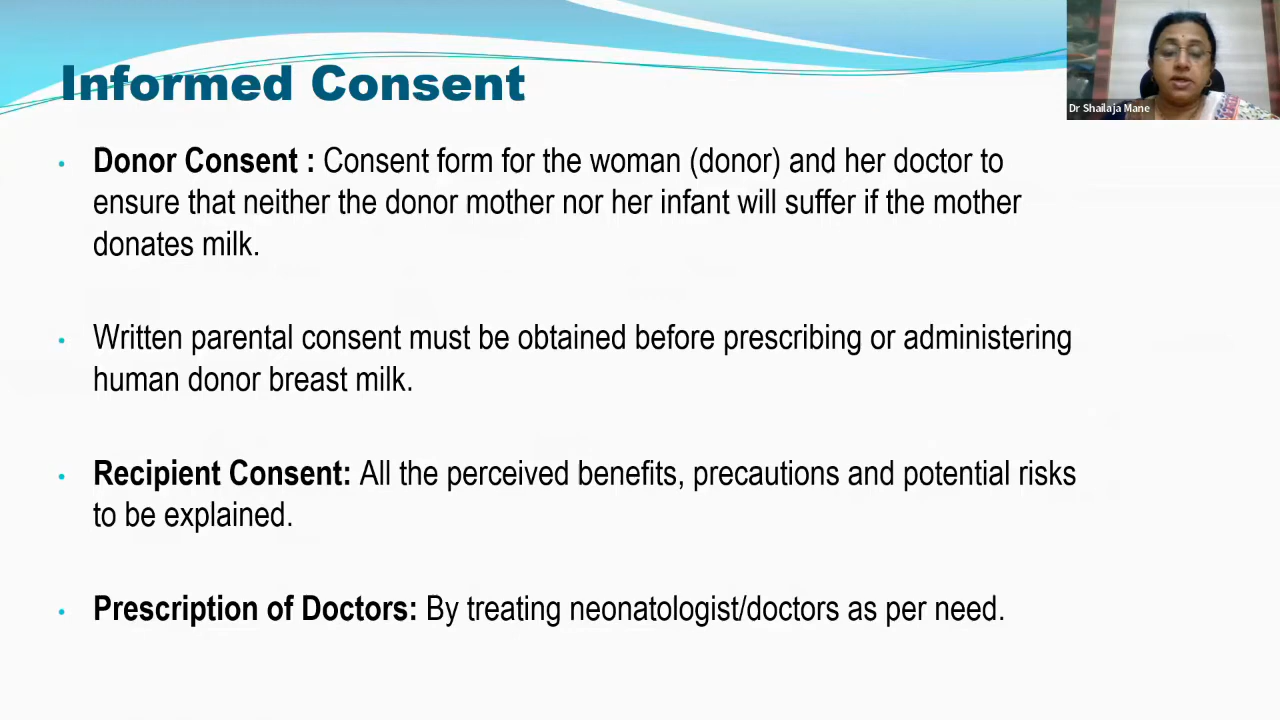 Informed Consent
Dr Shailaja Mane
• Donor Consent : Consent form for the woman (donor) and her doctor to
ensure that neither the donor mother nor her infant will suffer if the mother
donates milk.
• Written parental consent must be obtained before prescribing or administering
human donor breast milk.
• Recipient Consent: All the perceived benefits, precautions and potential risks
to be explained.
• Prescription of Doctors: By treating neonatologist/doctors as per need.